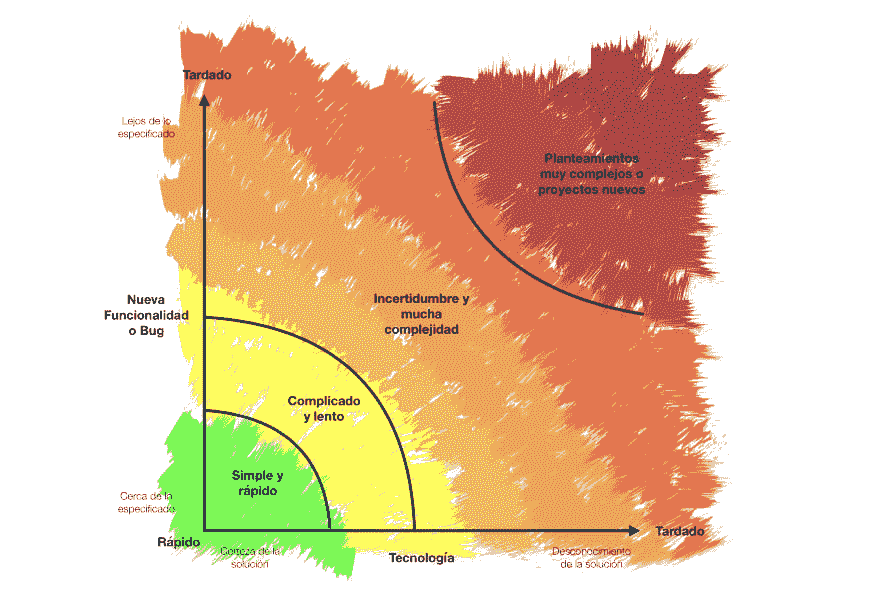 Tardado
Lejos de lo
especificado
Planteamientos
muy complejos o
proyectos nuevos
Nueva
Funcionalidad
o Bug
Incertidumbre y
mucha
complejidad
Complicado
y lento
Simple y
rápido
Cerca de la
especificado
Rápido
Certeza de la
solución
Tecnología
Desconocimiento
de la solución
Tardado